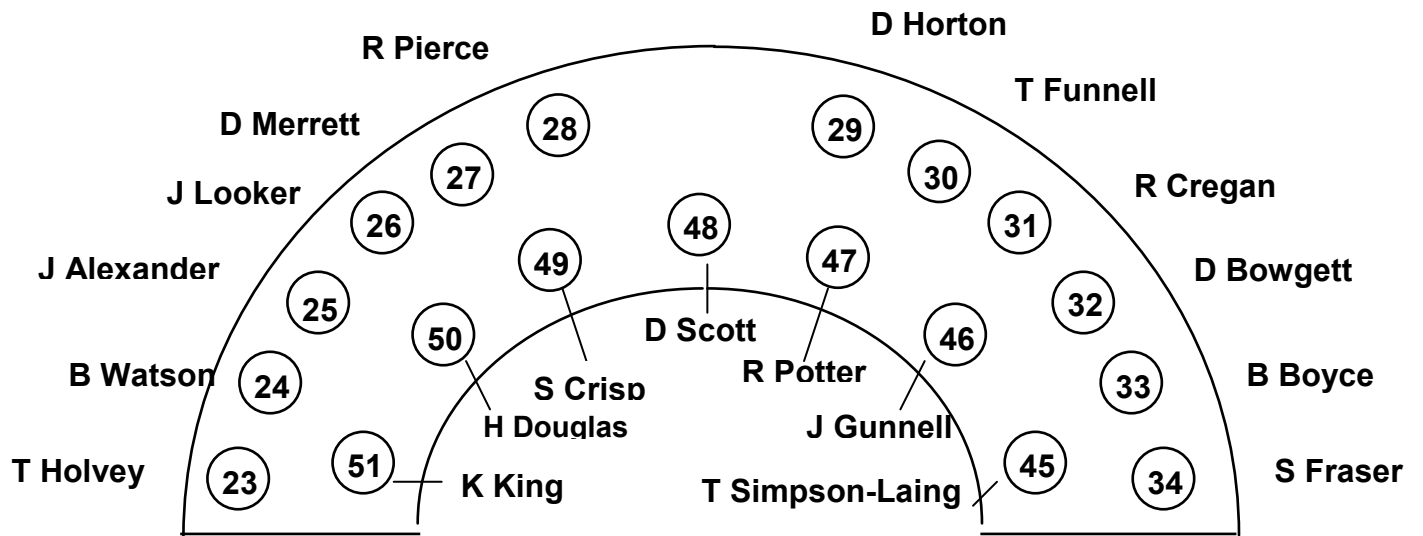 D Horton
R Pierce
T Funnell
D Merrett
28
29
27
30
J Looker
R Cregan
26
31
48
49
47
J Alexander
D Bowgett
25
32
50
46
D Scott
B Watson
R Potter
B Boyce
24
33
S Crisp
H Douglas
J Gunnell
T Holvey
23
51
K King
T Simpson-Laing
45
34
S Fraser